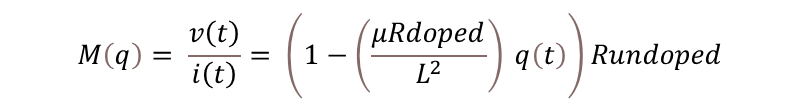 M(q) = v(t)/i(t) = (1 − (μRdoped/L²) q(t)) Rundoped